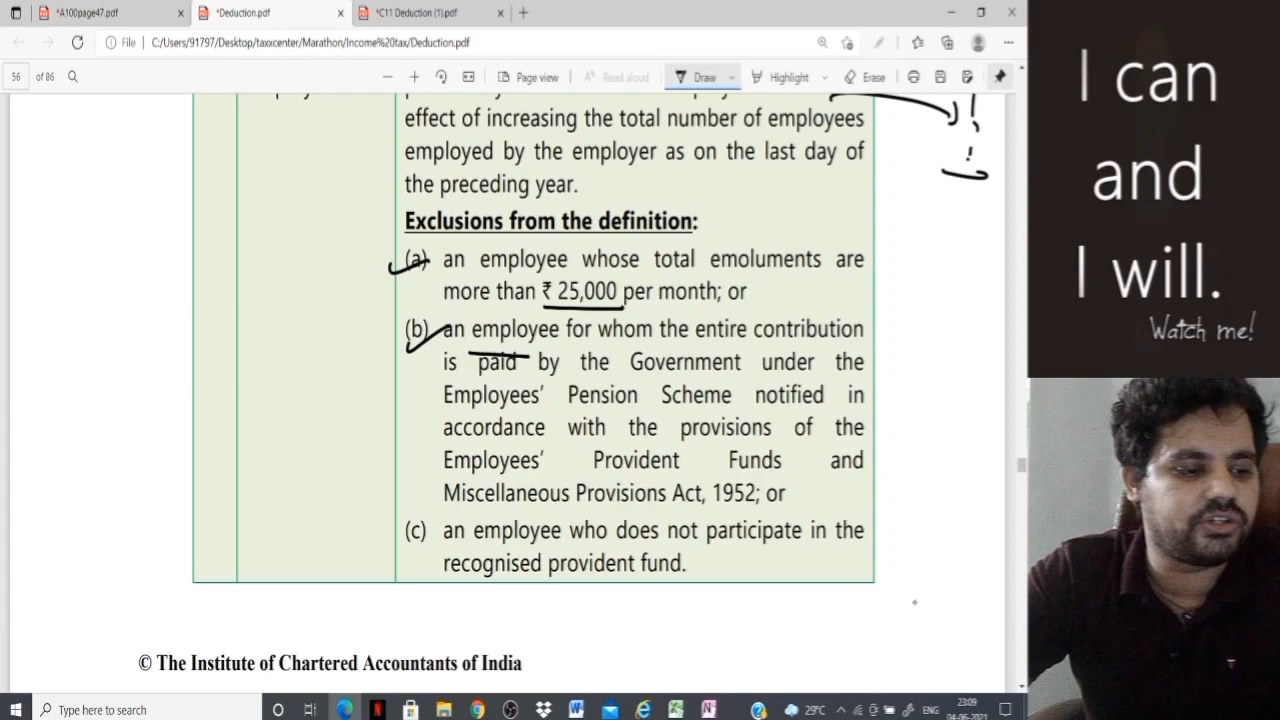 *A100page47.pdf
*Deduction.pdf
*C11 Deduction (1).pdf
File
C:/Users/91797/Desktop/taxxcenter/Marathon/Income%20tax/Deduction.pdf
56 of 86
Page view
Read aloud
Draw
Highlight
Erase
effect of increasing the total number of employees
employed by the employer as on the last day of
the preceding year.
Exclusions from the definition:
(a) an employee whose total emoluments are
more than ₹ 25,000 per month; or
(b) an employee for whom the entire contribution
is paid by the Government under the
Employees' Pension Scheme notified in
accordance with the provisions of the
Employees' Provident Funds and
Miscellaneous Provisions Act, 1952; or
(c) an employee who does not participate in the
recognised provident fund.
© The Institute of Chartered Accountants of India
I can
and
I will.
Watch me!
Type here to search
29°C
ENG
23:09
04-06-2021